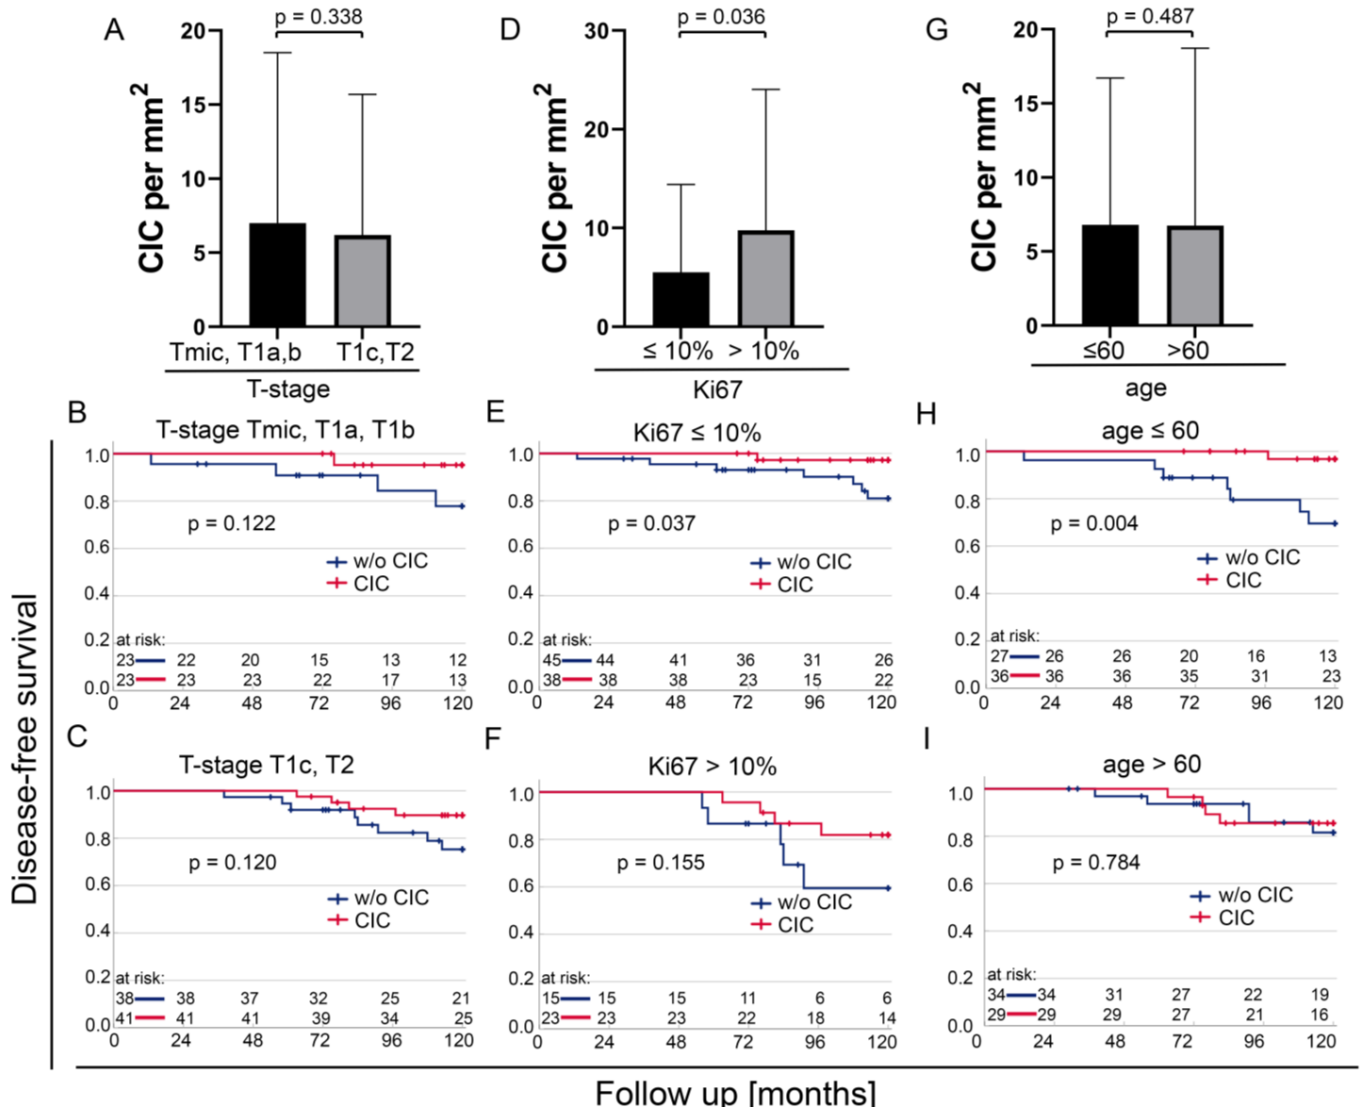 A
p = 0.338
20
15
10
5
0
CIC per mm2
Tmic, T1a,b T1c,T2
T-stage
D
p = 0.036
30
20
10
0
CIC per mm2
≤ 10% > 10%
Ki67
G
p = 0.487
20
15
10
5
0
CIC per mm2
≤60 >60
age
Disease-free survival
B
T-stage Tmic, T1a, T1b
1.0
0.8
p = 0.122
0.6
w/o CIC
CIC
0.4
0.2
at risk:
23 22 20 15 13 12
23 23 23 22 17 13
0.0
0 24 48 72 96 120
E
Ki67 ≤ 10%
1.0
0.8
p = 0.037
0.6
w/o CIC
CIC
0.4
0.2
at risk:
45 44 41 36 31 26
38 38 38 23 15 22
0.0
0 24 48 72 96 120
H
age ≤ 60
1.0
0.8
p = 0.004
0.6
w/o CIC
CIC
0.4
0.2
at risk:
27 26 26 20 16 13
36 36 36 35 31 23
0.0
0 24 48 72 96 120
C
T-stage T1c, T2
1.0
0.8
p = 0.120
0.6
w/o CIC
CIC
0.4
0.2
at risk:
38 38 37 32 25 21
41 41 41 39 34 25
0.0
0 24 48 72 96 120
F
Ki67 > 10%
1.0
0.8
p = 0.155
0.6
w/o CIC
CIC
0.4
0.2
at risk:
15 15 15 11 6 6
23 23 23 22 18 14
0.0
0 24 48 72 96 120
I
age > 60
1.0
0.8
p = 0.784
0.6
w/o CIC
CIC
0.4
0.2
at risk:
34 34 31 27 22 19
29 29 29 27 21 16
0.0
0 24 48 72 96 120
Follow up [months]